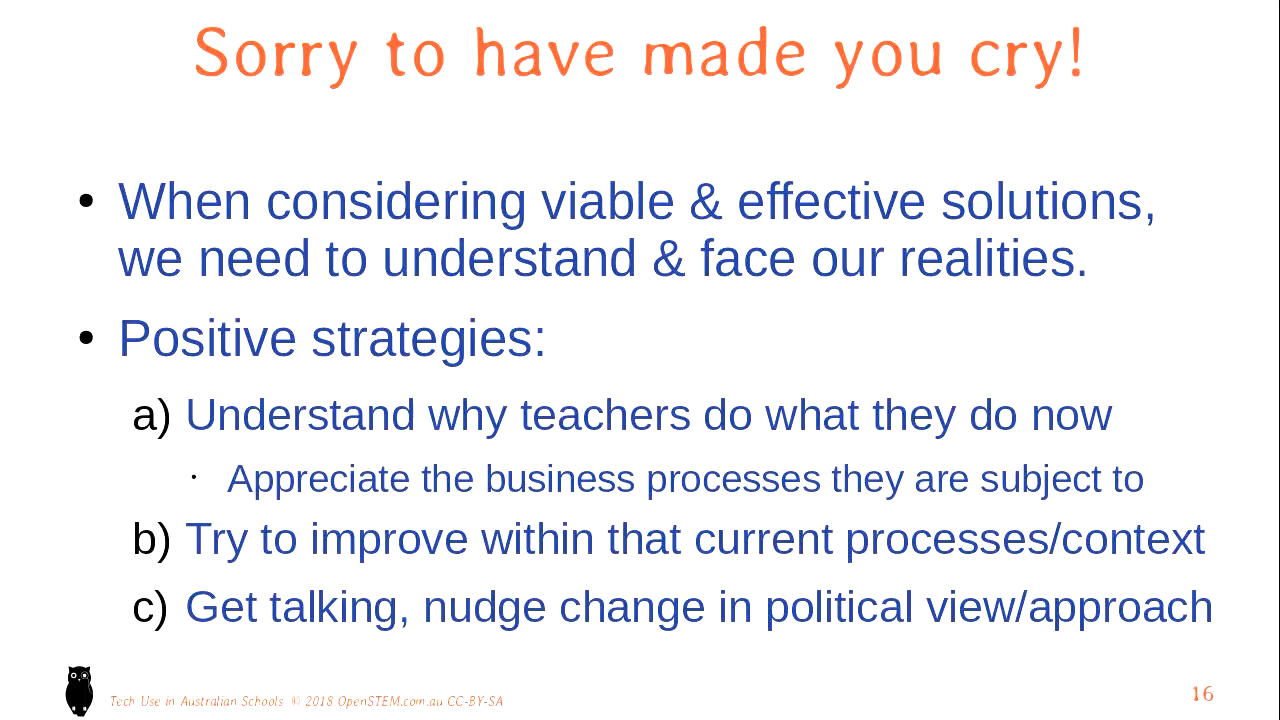 Sorry to have made you cry!
• When considering viable & effective solutions,
we need to understand & face our realities.
• Positive strategies:
a) Understand why teachers do what they do now
· Appreciate the business processes they are subject to
b) Try to improve within that current processes/context
c) Get talking, nudge change in political view/approach
Tech Use in Australian Schools © 2018 OpenSTEM.com.au CC-BY-SA
16